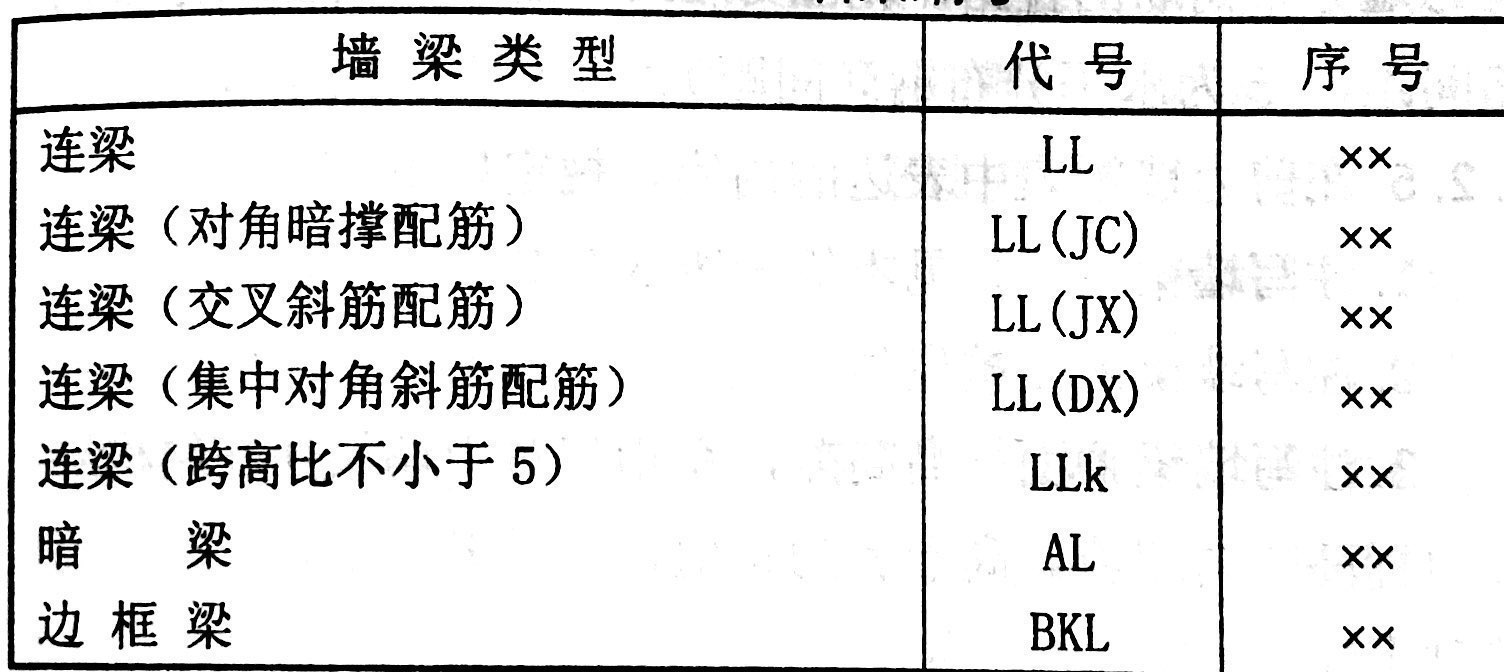 墙梁类型 代号 序号
连梁 LL ××
连梁（对角暗撑配筋） LL(JC) ××
连梁（交叉斜筋配筋） LL(JX) ××
连梁（集中对角斜筋配筋） LL(DX) ××
连梁（跨高比不小于5） LLk ××
暗梁 AL ××
边框梁 BKL ××